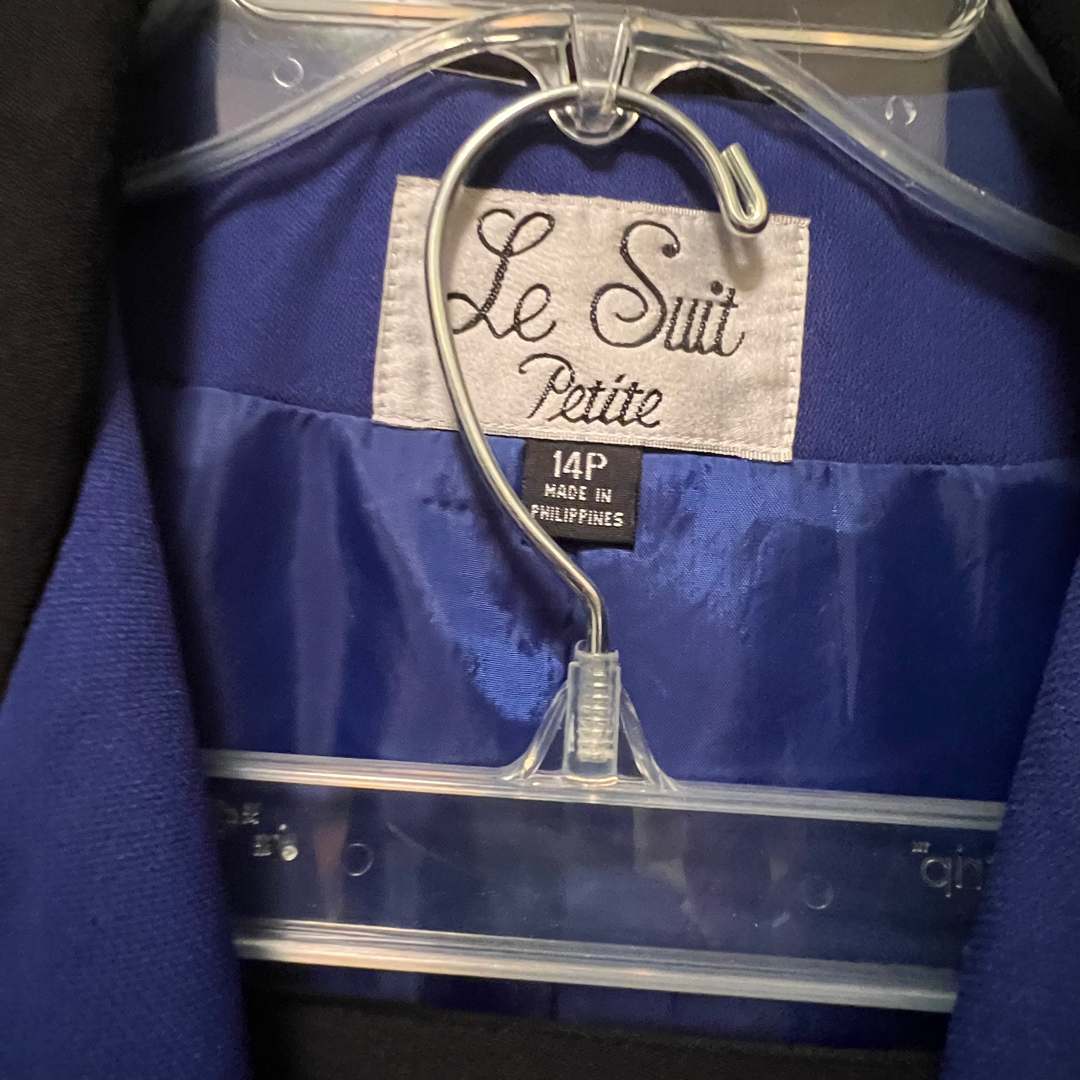 Le Suit
Petite
14P
MADE IN
PHILIPPINES